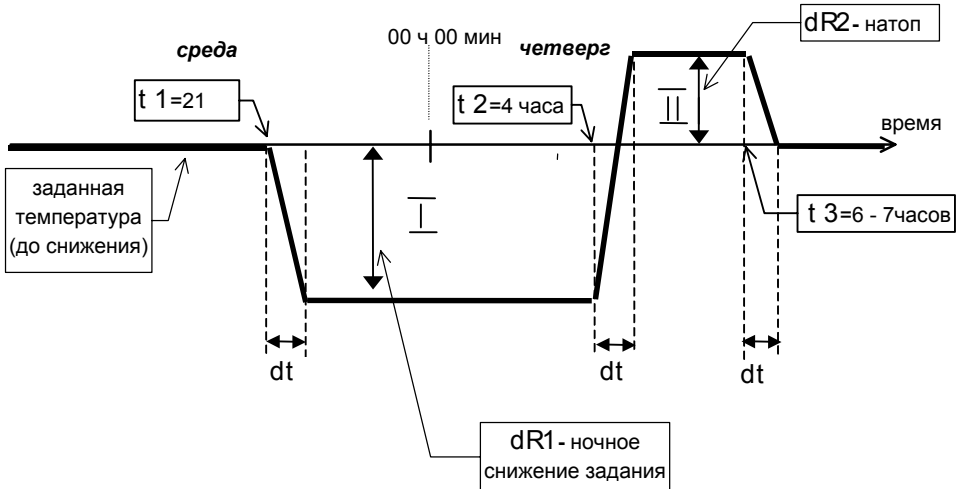 00 ч 00 мин
среда
четверг
dR2- натоп
t 1=21
t 2=4 часа
II
время
заданная
температура
(до снижения)
I
t 3=6 - 7часов
dt
dt
dt
dR1- ночное
снижение задания